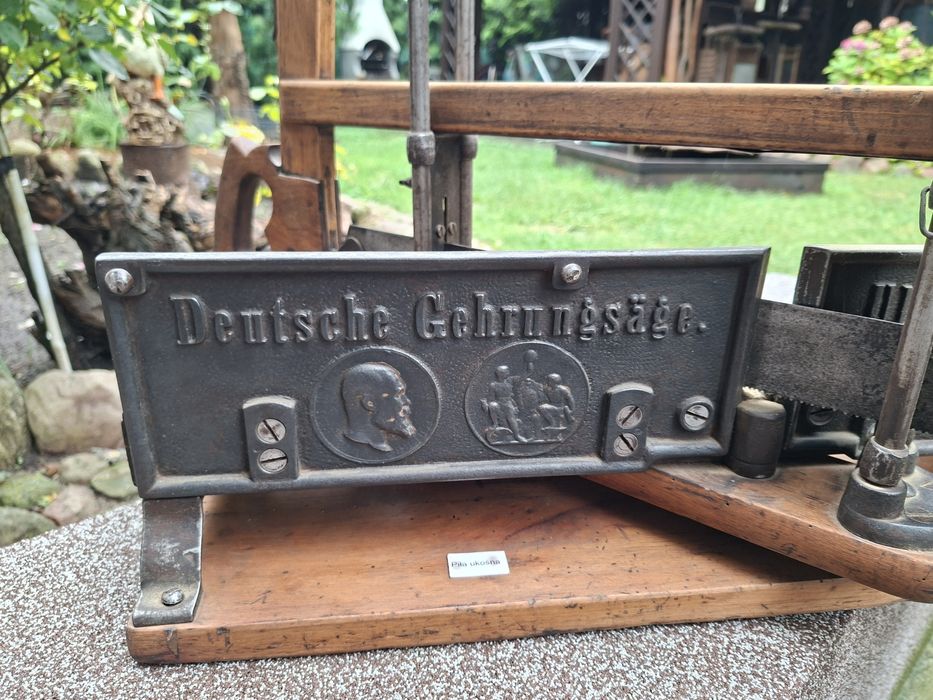 Deutsche Gehrungsäge.
Piła ukośna